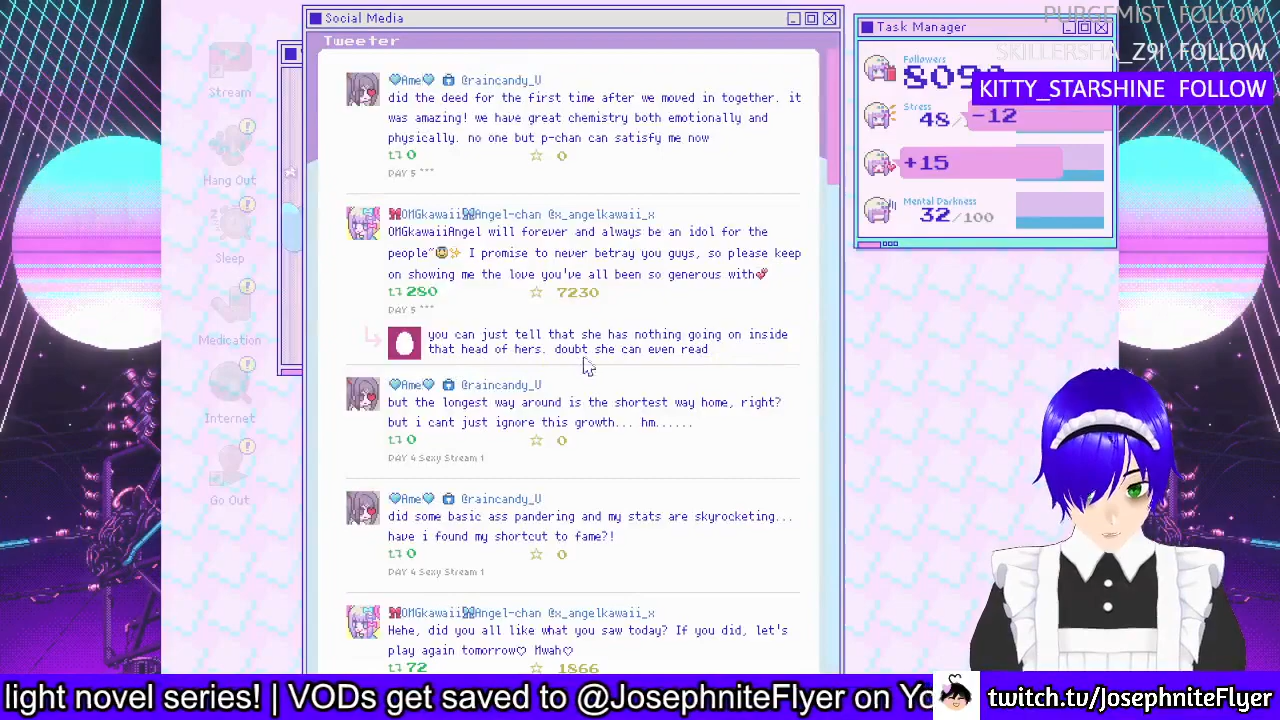 Social Media
Tweeter
Ame @raincandy_U
did the deed for the first time after we moved in together. it
was amazing! we have great chemistry both emotionally and
physically. no one but p-chan can satisfy me now
0 0
DAY 5 ***
OMGkawaii Angel-chan @x_angelkawaii_x
OMGkawaiiAngel will forever and always be an idol for the
people I promise to never betray you guys, so please keep
on showing me the love you've all been so generous with
280 7230
DAY 5 ***
you can just tell that she has nothing going on inside
that head of hers. doubt she can even read
Ame @raincandy_U
but the longest way around is the shortest way home, right?
but i cant just ignore this growth... hm......
0 0
DAY 4 Sexy Stream 1
Ame @raincandy_U
did some basic ass pandering and my stats are skyrocketing...
have i found my shortcut to fame?!
0 0
DAY 4 Sexy Stream 1
OMGkawaii Angel-chan @x_angelkawaii_x
Hehe, did you all like what you saw today? If you did, let's
play again tomorrow♡ Mwah♡
72 1866
Stream
Hang Out
Sleep
Medication
Internet
Go Out
Task Manager
Followers
Stress
48/
-12
+15
Mental Darkness
32/100
PURGEMIST FOLLOW
SKILLERSHA_Z91 FOLLOW
KITTY_STARSHINE FOLLOW
light novel series! | VODs get saved to @JosephniteFlyer on Yo
twitch.tv/JosephniteFlyer